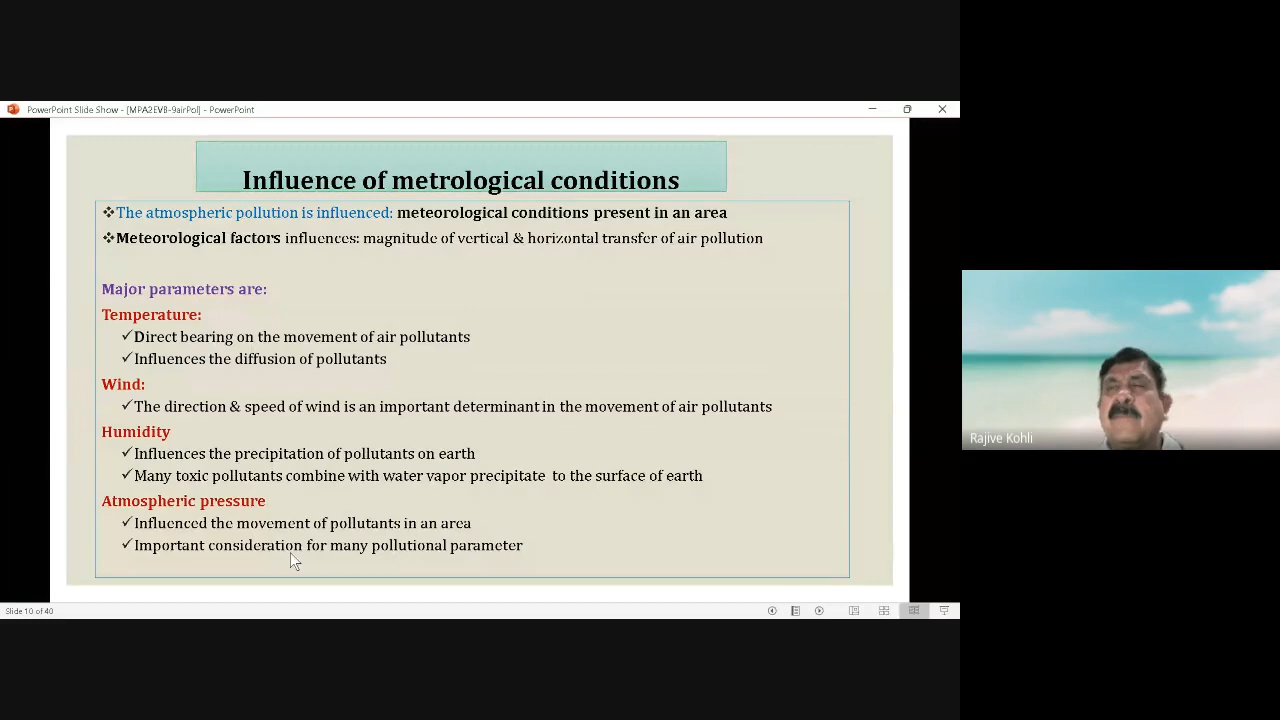 PowerPoint Slide Show - [MPA2EVB-9airPol] - PowerPoint
Influence of metrological conditions
❖The atmospheric pollution is influenced: meteorological conditions present in an area
❖Meteorological factors influences: magnitude of vertical & horizontal transfer of air pollution
Major parameters are:
Temperature:
✓Direct bearing on the movement of air pollutants
✓Influences the diffusion of pollutants
Wind:
✓The direction & speed of wind is an important determinant in the movement of air pollutants
Humidity
✓Influences the precipitation of pollutants on earth
✓Many toxic pollutants combine with water vapor precipitate to the surface of earth
Atmospheric pressure
✓Influenced the movement of pollutants in an area
✓Important consideration for many pollutional parameter
Rajive Kohli
Slide 10 of 40